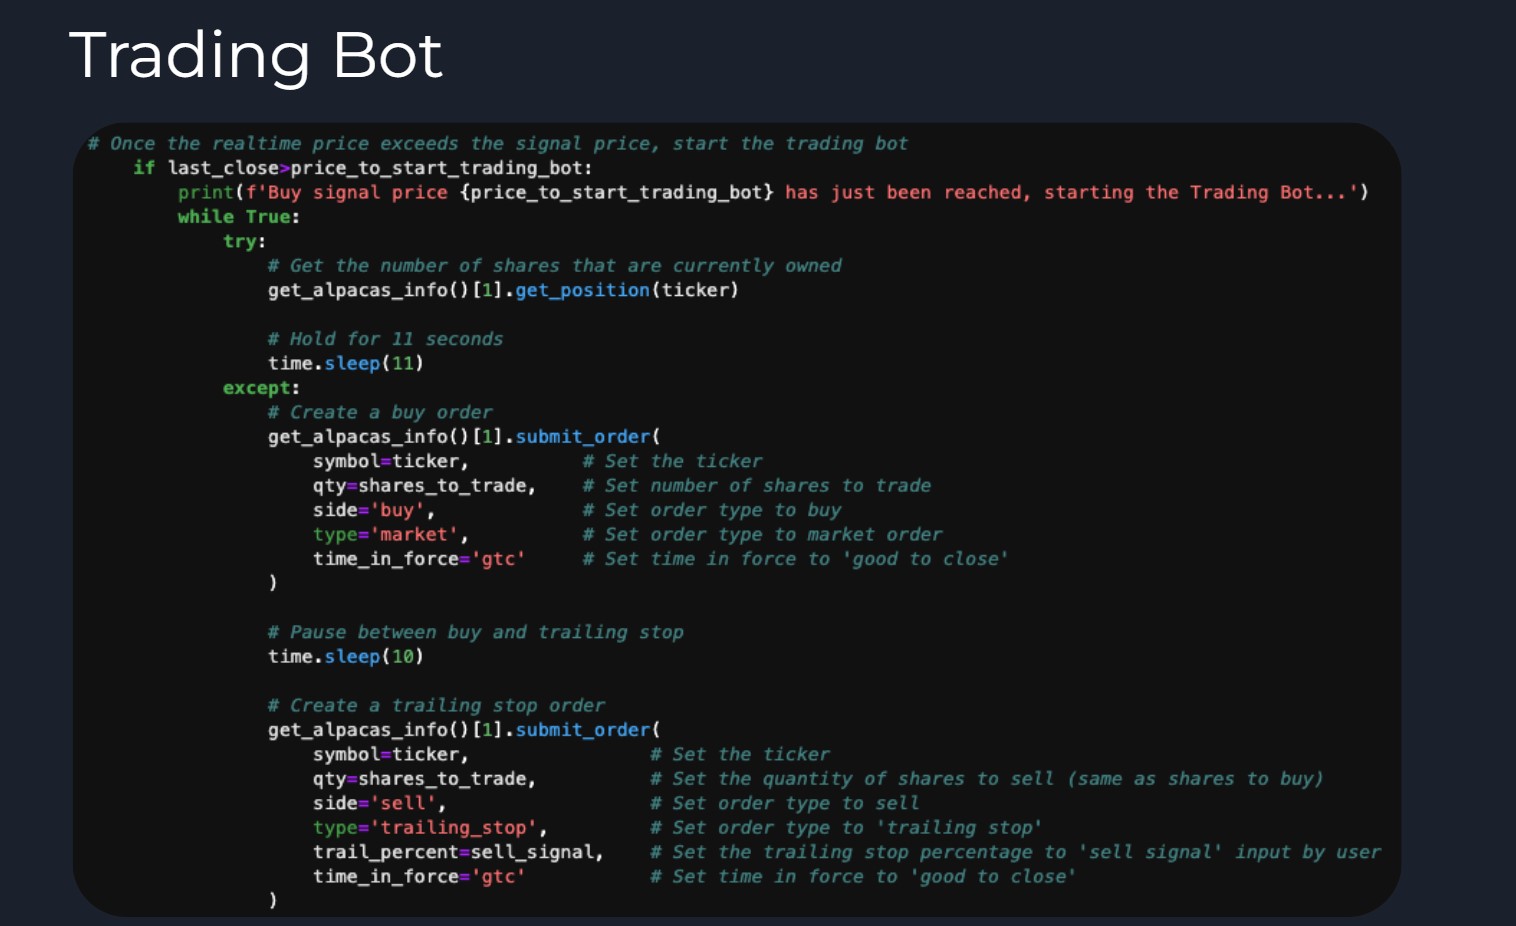 Trading Bot
# Once the realtime price exceeds the signal price, start the trading bot
if last_close>price_to_start_trading_bot:
print(f'Buy signal price {price_to_start_trading_bot} has just been reached, starting the Trading Bot...')
while True:
try:
# Get the number of shares that are currently owned
get_alpacas_info()[1].get_position(ticker)
# Hold for 11 seconds
time.sleep(11)
except:
# Create a buy order
get_alpacas_info()[1].submit_order(
symbol=ticker, # Set the ticker
qty=shares_to_trade, # Set number of shares to trade
side='buy', # Set order type to buy
type='market', # Set order type to market order
time_in_force='gtc' # Set time in force to 'good to close'
)
# Pause between buy and trailing stop
time.sleep(10)
# Create a trailing stop order
get_alpacas_info()[1].submit_order(
symbol=ticker, # Set the ticker
qty=shares_to_trade, # Set the quantity of shares to sell (same as shares to buy)
side='sell', # Set order type to sell
type='trailing_stop', # Set order type to 'trailing stop'
trail_percent=sell_signal, # Set the trailing stop percentage to 'sell signal' input by user
time_in_force='gtc' # Set time in force to 'good to close'
)